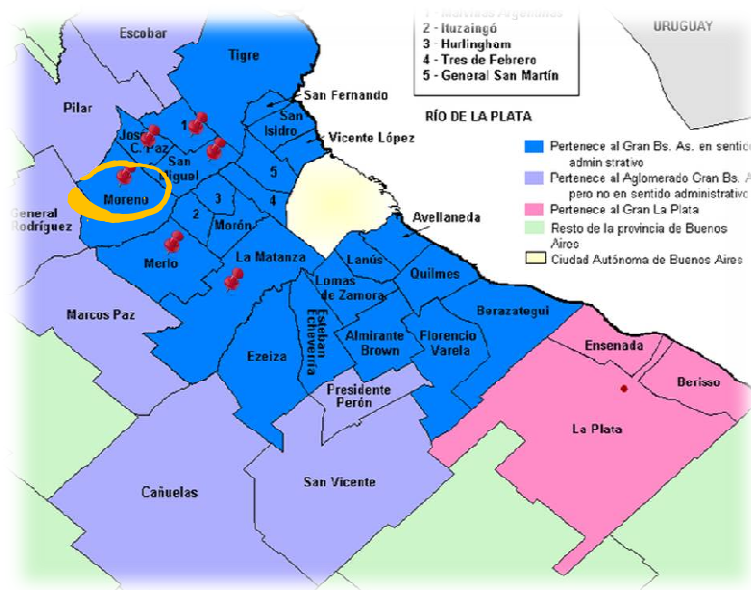 1 - Malvinas Argentinas
2 - Ituzaingó
3 - Hurlingham
4 - Tres de Febrero
5 - General San Martín
URUGUAY
Escobar
Tigre
Pilar
San Fernando
San
Isidro
Vicente López
RÍO DE LA PLATA
José
C. Paz
1
San
Miguel
5
Moreno
3
4
2
Morón
General
Rodríguez
Merlo
La Matanza
Avellaneda
Lanús
Quilmes
Lomas
de Zamora
Berazategui
Marcos Paz
Ezeiza
Esteban
Echeverría
Almirante
Brown
Florencio
Varela
Ensenada
Berisso
Presidente
Perón
La Plata
Cañuelas
San Vicente
Pertenece al Gran Bs. As. en sentido
administrativo
Pertenece al Aglomerado Gran Bs. A
pero no en sentido administrativo
Pertenece al Gran La Plata
Resto de la provincia de Buenos
Aires
Ciudad Autónoma de Buenos Aires